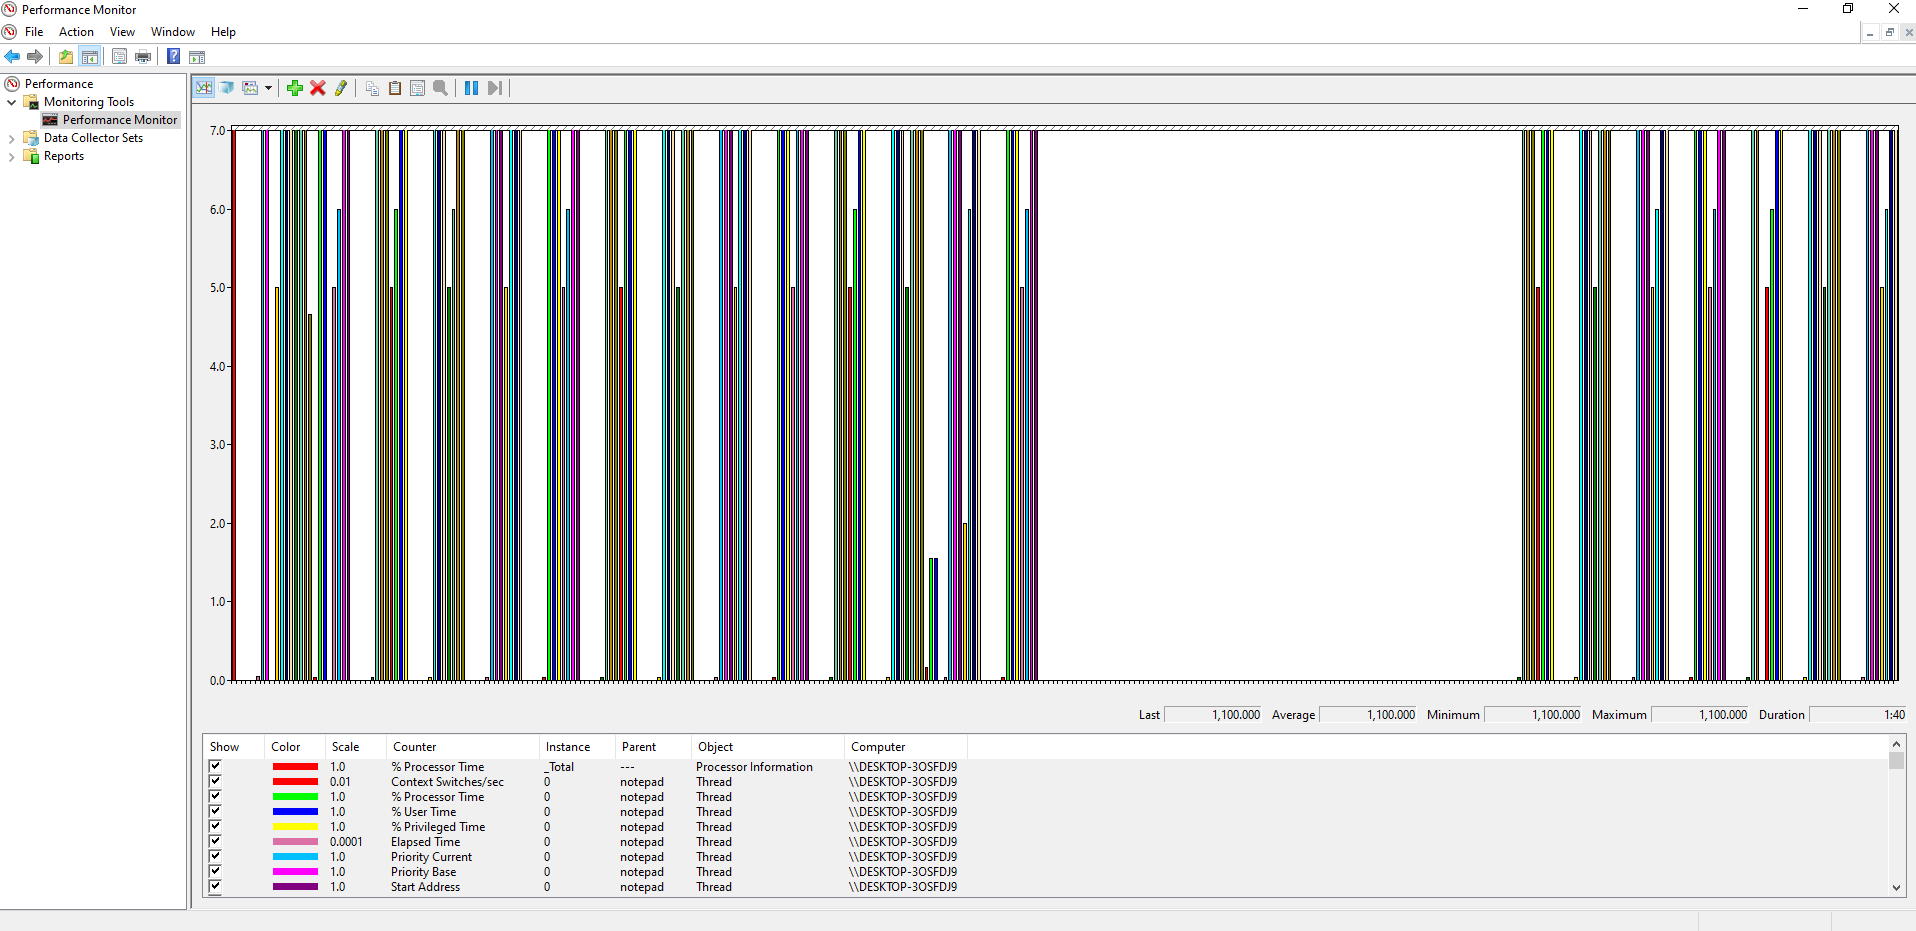 Performance Monitor
File Action View Window Help
Performance
Monitoring Tools
Performance Monitor
Data Collector Sets
Reports
7.0
6.0
5.0
4.0
3.0
2.0
1.0
0.0
Last 1,100.000 Average 1,100.000 Minimum 1,100.000 Maximum 1,100.000 Duration 1:40
Show Color Scale Counter Instance Parent Object Computer
1.0 % Processor Time _Total --- Processor Information \\DESKTOP-3OSFDJ9
0.01 Context Switches/sec 0 notepad Thread \\DESKTOP-3OSFDJ9
1.0 % Processor Time 0 notepad Thread \\DESKTOP-3OSFDJ9
1.0 % User Time 0 notepad Thread \\DESKTOP-3OSFDJ9
1.0 % Privileged Time 0 notepad Thread \\DESKTOP-3OSFDJ9
0.0001 Elapsed Time 0 notepad Thread \\DESKTOP-3OSFDJ9
1.0 Priority Current 0 notepad Thread \\DESKTOP-3OSFDJ9
1.0 Priority Base 0 notepad Thread \\DESKTOP-3OSFDJ9
1.0 Start Address 0 notepad Thread \\DESKTOP-3OSFDJ9